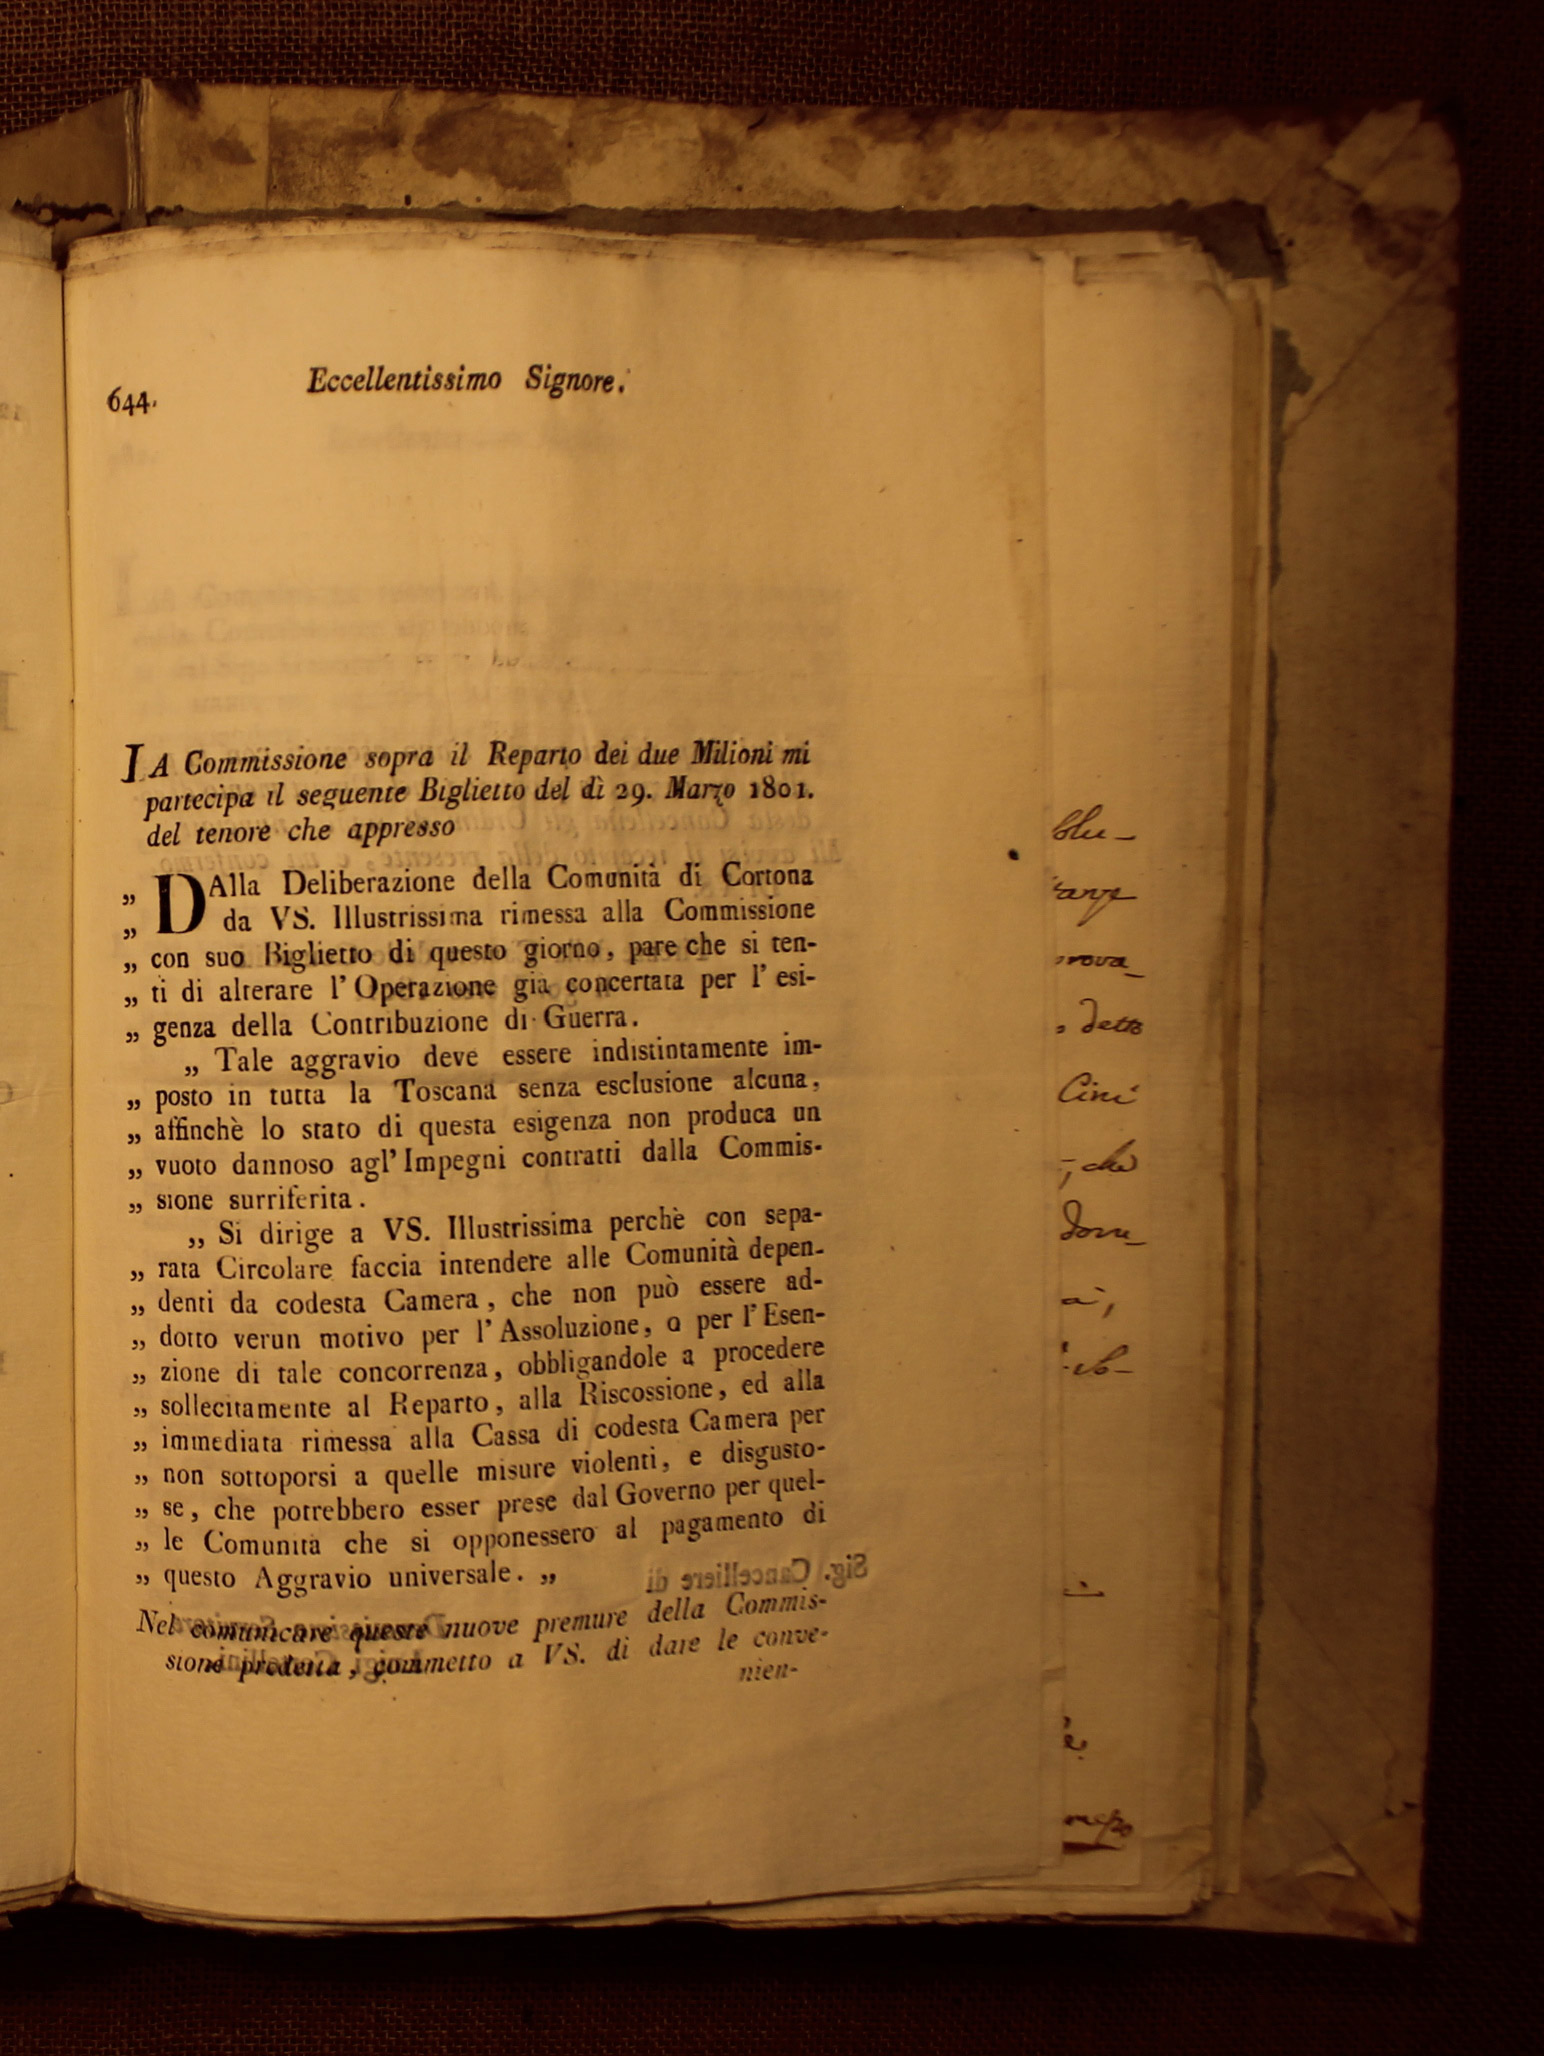 644.
Eccellentissimo Signore.
LA Commissione sopra il Reparto dei due Milioni mi
partecipa il seguente Biglietto del dì 29. Marzo 1801.
del tenore che appresso
„ DAlla Deliberazione della Comunità di Cortona
„ da VS. Illustrissima rimessa alla Commissione
„ con suo Biglietto di questo giorno, pare che si ten-
„ ti di alterare l' Operazione già concertata per l' esi-
„ genza della Contribuzione di Guerra.
„ Tale aggravio deve essere indistintamente im-
„ posto in tutta la Toscana senza esclusione alcuna,
„ affinchè lo stato di questa esigenza non produca un
„ vuoto dannoso agl' Impegni contratti dalla Commis-
„ sione surriferita.
„ Si dirige a VS. Illustrissima perchè con sepa-
„ rata Circolare faccia intendere alle Comunità depen-
„ denti da codesta Camera, che non può essere ad-
„ dotto verun motivo per l' Assoluzione, o per l' Esen-
„ zione di tale concorrenza, obbligandole a procedere
„ sollecitamente al Reparto, alla Riscossione, ed alla
„ immediata rimessa alla Cassa di codesta Camera per
„ non sottoporsi a quelle misure violenti, e disgusto-
„ se, che potrebbero esser prese dal Governo per quel-
„ le Comunità che si opponessero al pagamento di
„ questo Aggravio universale. „
Nel comunicare queste nuove premure della Commis-
sione predetta, commetto a VS. di dare le conve-
nien-
rova_
detto
Cini
, che